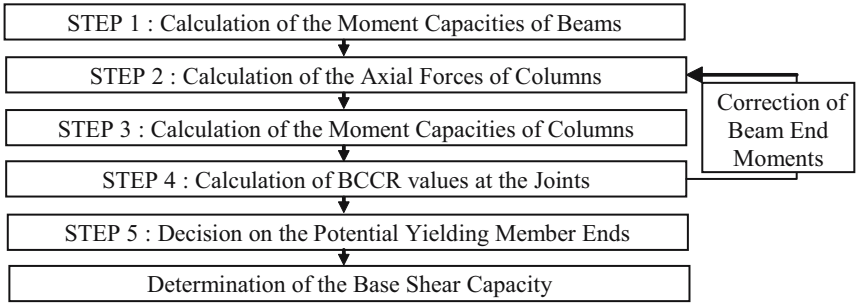 STEP 1 : Calculation of the Moment Capacities of Beams
STEP 2 : Calculation of the Axial Forces of Columns
STEP 3 : Calculation of the Moment Capacities of Columns
STEP 4 : Calculation of BCCR values at the Joints
STEP 5 : Decision on the Potential Yielding Member Ends
Determination of the Base Shear Capacity
Correction of
Beam End
Moments